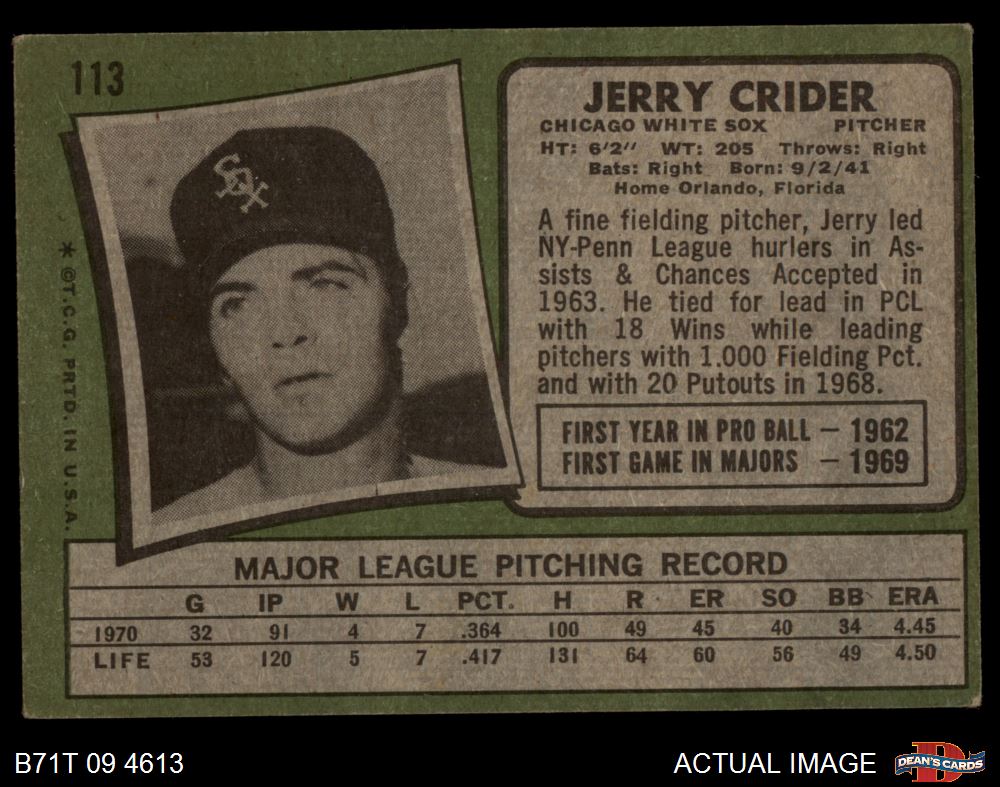 113
SOX
JERRY CRIDER
CHICAGO WHITE SOX PITCHER
HT: 6'2" WT: 205 Throws: Right
Bats: Right Born: 9/2/41
Home Orlando, Florida
A fine fielding pitcher, Jerry led
NY-Penn League hurlers in As-
sists & Chances Accepted in
1963. He tied for lead in PCL
with 18 Wins while leading
pitchers with 1.000 Fielding Pct.
and with 20 Putouts in 1968.
FIRST YEAR IN PRO BALL — 1962
FIRST GAME IN MAJORS — 1969
* ©T.C.G. PRTD. IN U.S.A.
MAJOR LEAGUE PITCHING RECORD
G IP W L PCT. H R ER SO BB ERA
1970 32 91 4 7 .364 100 49 45 40 34 4.45
LIFE 53 120 5 7 .417 131 64 60 56 49 4.50
B71T 09 4613
ACTUAL IMAGE
DEAN'S CARDS